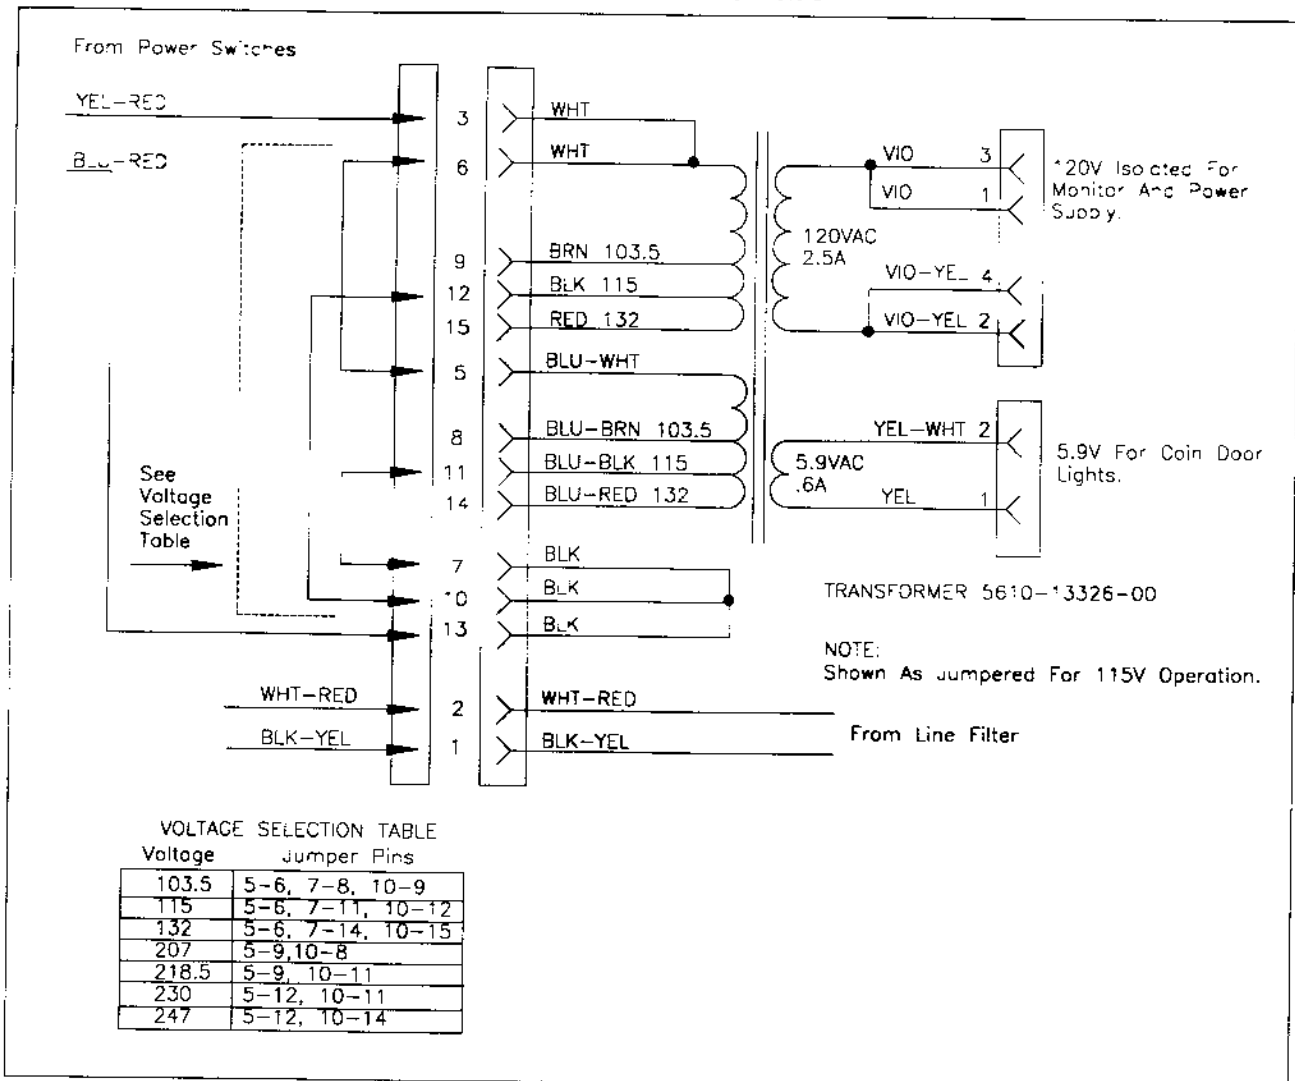 From Power Switches
YEL-RED
BLU-RED
3
WHT
6
WHT
9
BRN 103.5
12
BLK 115
15
RED 132
5
BLU-WHT
8
BLU-BRN 103.5
11
BLU-BLK 115
14
BLU-RED 132
7
BLK
10
BLK
13
BLK
WHT-RED
2
WHT-RED
BLK-YEL
1
BLK-YEL
From Line Filter
See
Voltage
Selection
Table
VIO 3
VIO 1
120VAC
2.5A
VIO-YEL 4
VIO-YEL 2
120V Isolated For
Monitor And Power
Supply.
YEL-WHT 2
5.9VAC
.6A
YEL 1
5.9V For Coin Door
Lights.
TRANSFORMER 5610-13326-00
NOTE:
Shown As Jumpered For 115V Operation.
VOLTAGE SELECTION TABLE
Voltage Jumper Pins
103.5 5-6, 7-8, 10-9
115 5-6, 7-11, 10-12
132 5-6, 7-14, 10-15
207 5-9,10-8
218.5 5-9, 10-11
230 5-12, 10-11
247 5-12, 10-14